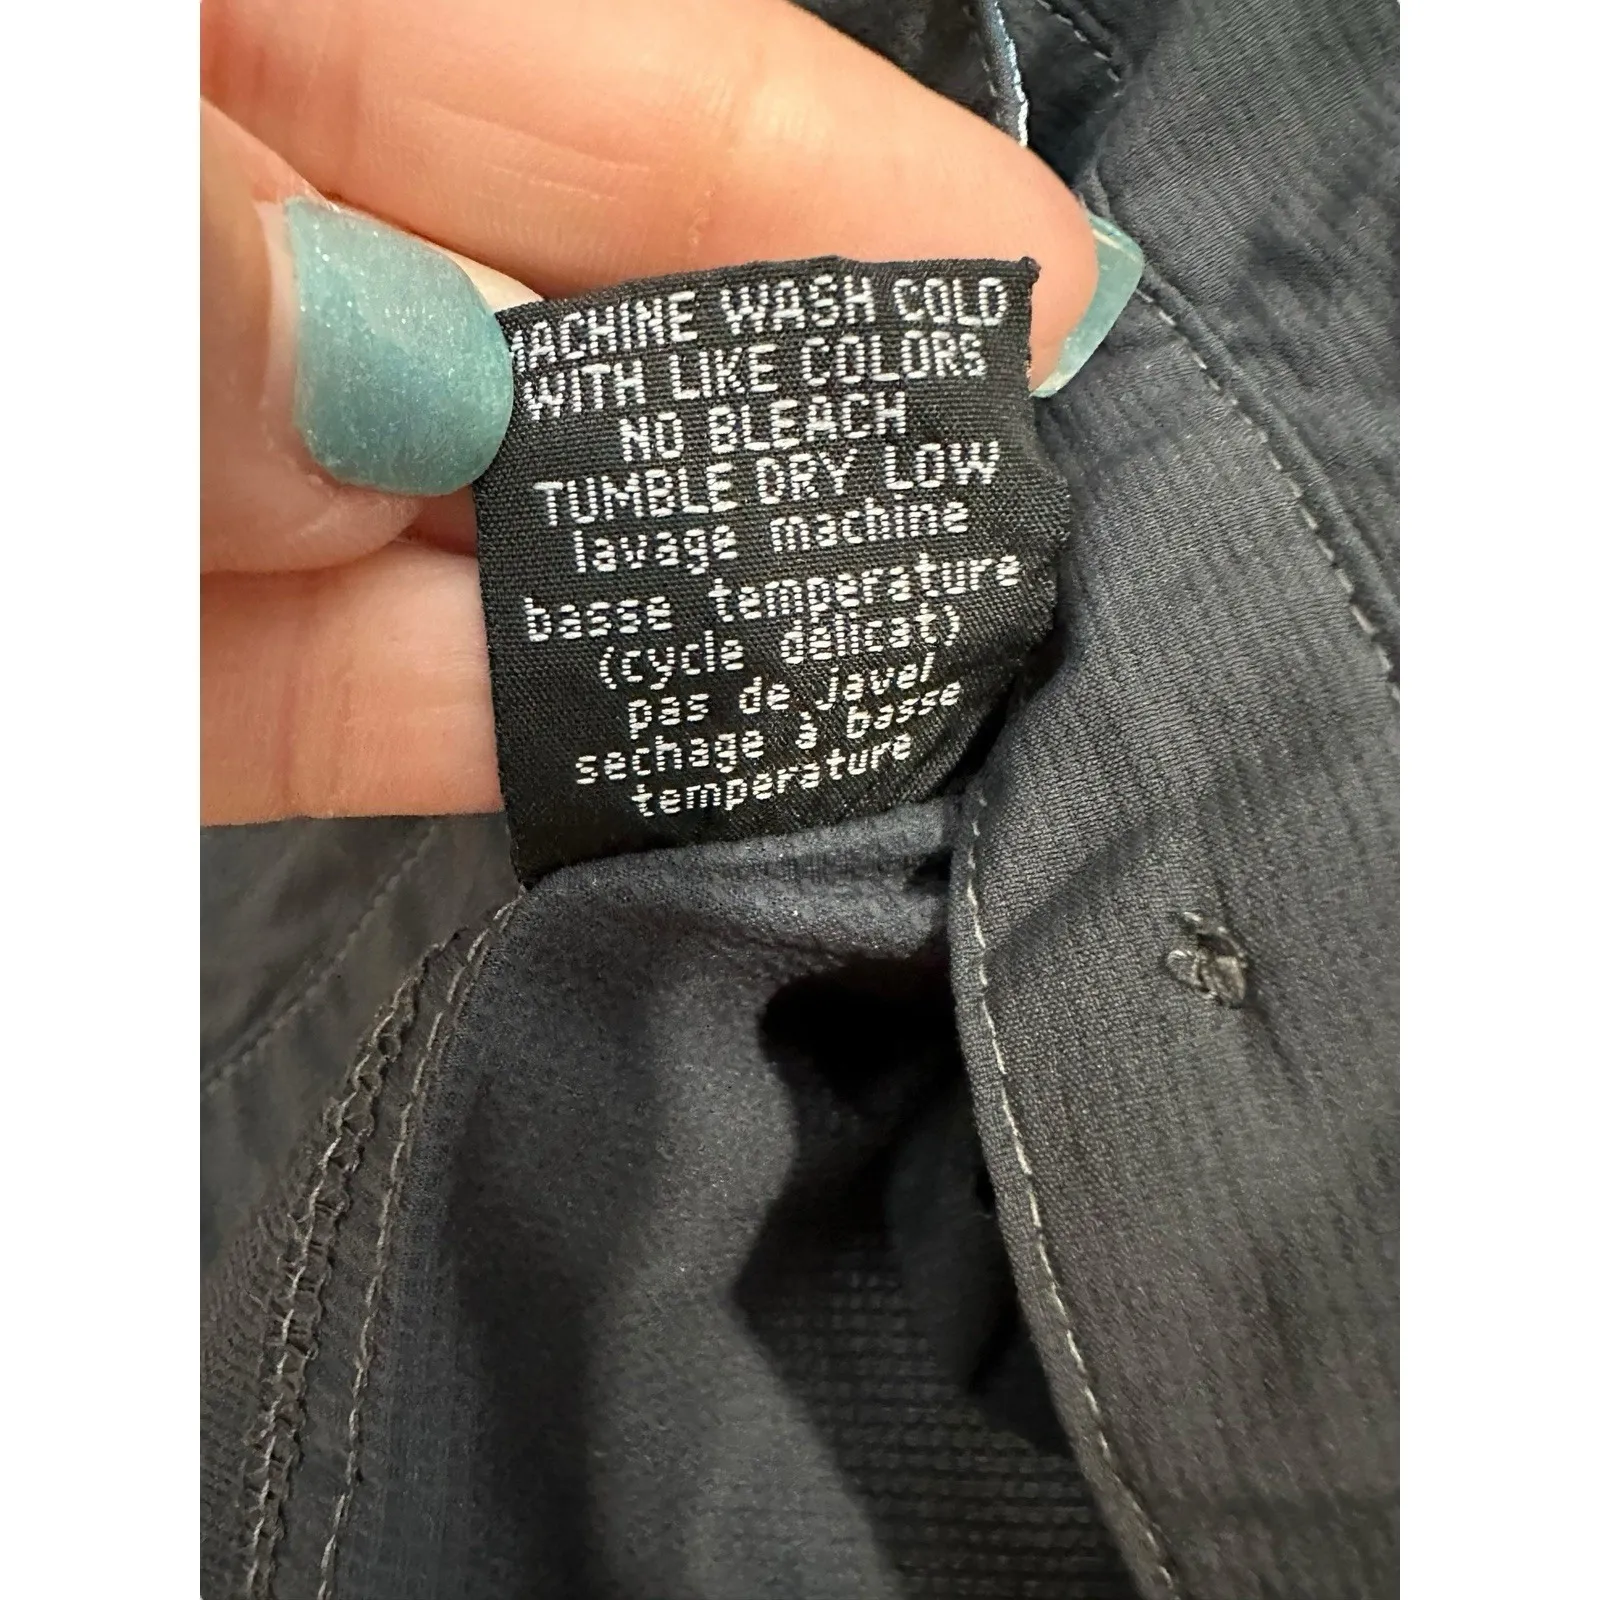 MACHINE WASH COLD
WITH LIKE COLORS
NO BLEACH
TUMBLE DRY LOW
lavage machine
basse temperature
(cycle délicat)
pas de javel
sechage à basse
temperature